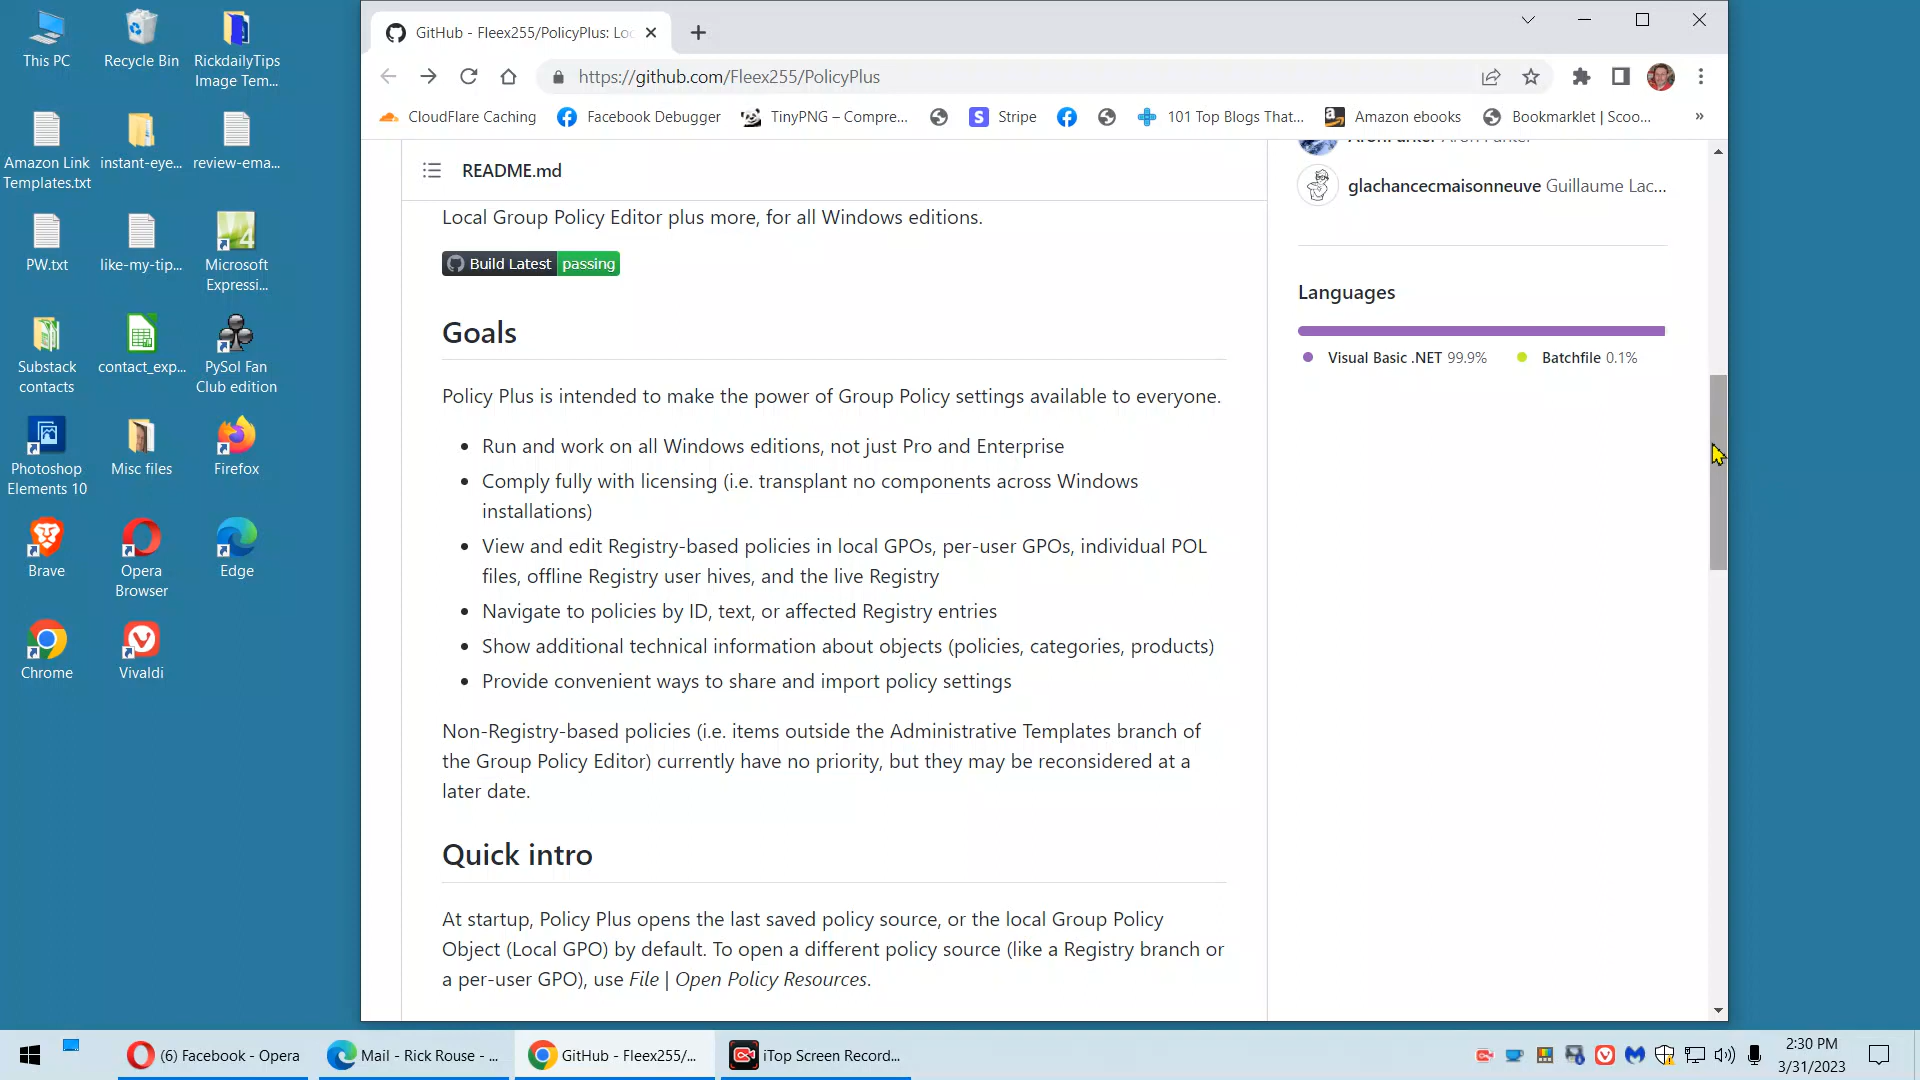 This PC
Recycle Bin
RickdailyTips
Image Tem...
Amazon Link
Templates.txt
instant-eye...
review-ema...
PW.txt
like-my-tip...
Microsoft
Expressi...
Substack
contacts
contact_exp...
PySol Fan
Club edition
Photoshop
Elements 10
Misc files
Firefox
Brave
Opera
Browser
Edge
Chrome
Vivaldi
GitHub - Fleex255/PolicyPlus: Loc
https://github.com/Fleex255/PolicyPlus
CloudFlare Caching
Facebook Debugger
TinyPNG – Compre...
S Stripe
101 Top Blogs That...
Amazon ebooks
Bookmarklet | Scoo...
»
README.md
Local Group Policy Editor plus more, for all Windows editions.
Build Latest passing
Goals
Policy Plus is intended to make the power of Group Policy settings available to everyone.
• Run and work on all Windows editions, not just Pro and Enterprise
• Comply fully with licensing (i.e. transplant no components across Windows
installations)
• View and edit Registry-based policies in local GPOs, per-user GPOs, individual POL
files, offline Registry user hives, and the live Registry
• Navigate to policies by ID, text, or affected Registry entries
• Show additional technical information about objects (policies, categories, products)
• Provide convenient ways to share and import policy settings
Non-Registry-based policies (i.e. items outside the Administrative Templates branch of
the Group Policy Editor) currently have no priority, but they may be reconsidered at a
later date.
Quick intro
At startup, Policy Plus opens the last saved policy source, or the local Group Policy
Object (Local GPO) by default. To open a different policy source (like a Registry branch or
a per-user GPO), use File | Open Policy Resources.
glachancecmaisonneuve Guillaume Lac...
Languages
Visual Basic .NET 99.9%
Batchfile 0.1%
(6) Facebook - Opera
Mail - Rick Rouse - ...
GitHub - Fleex255/...
iTop Screen Record...
2:30 PM
3/31/2023